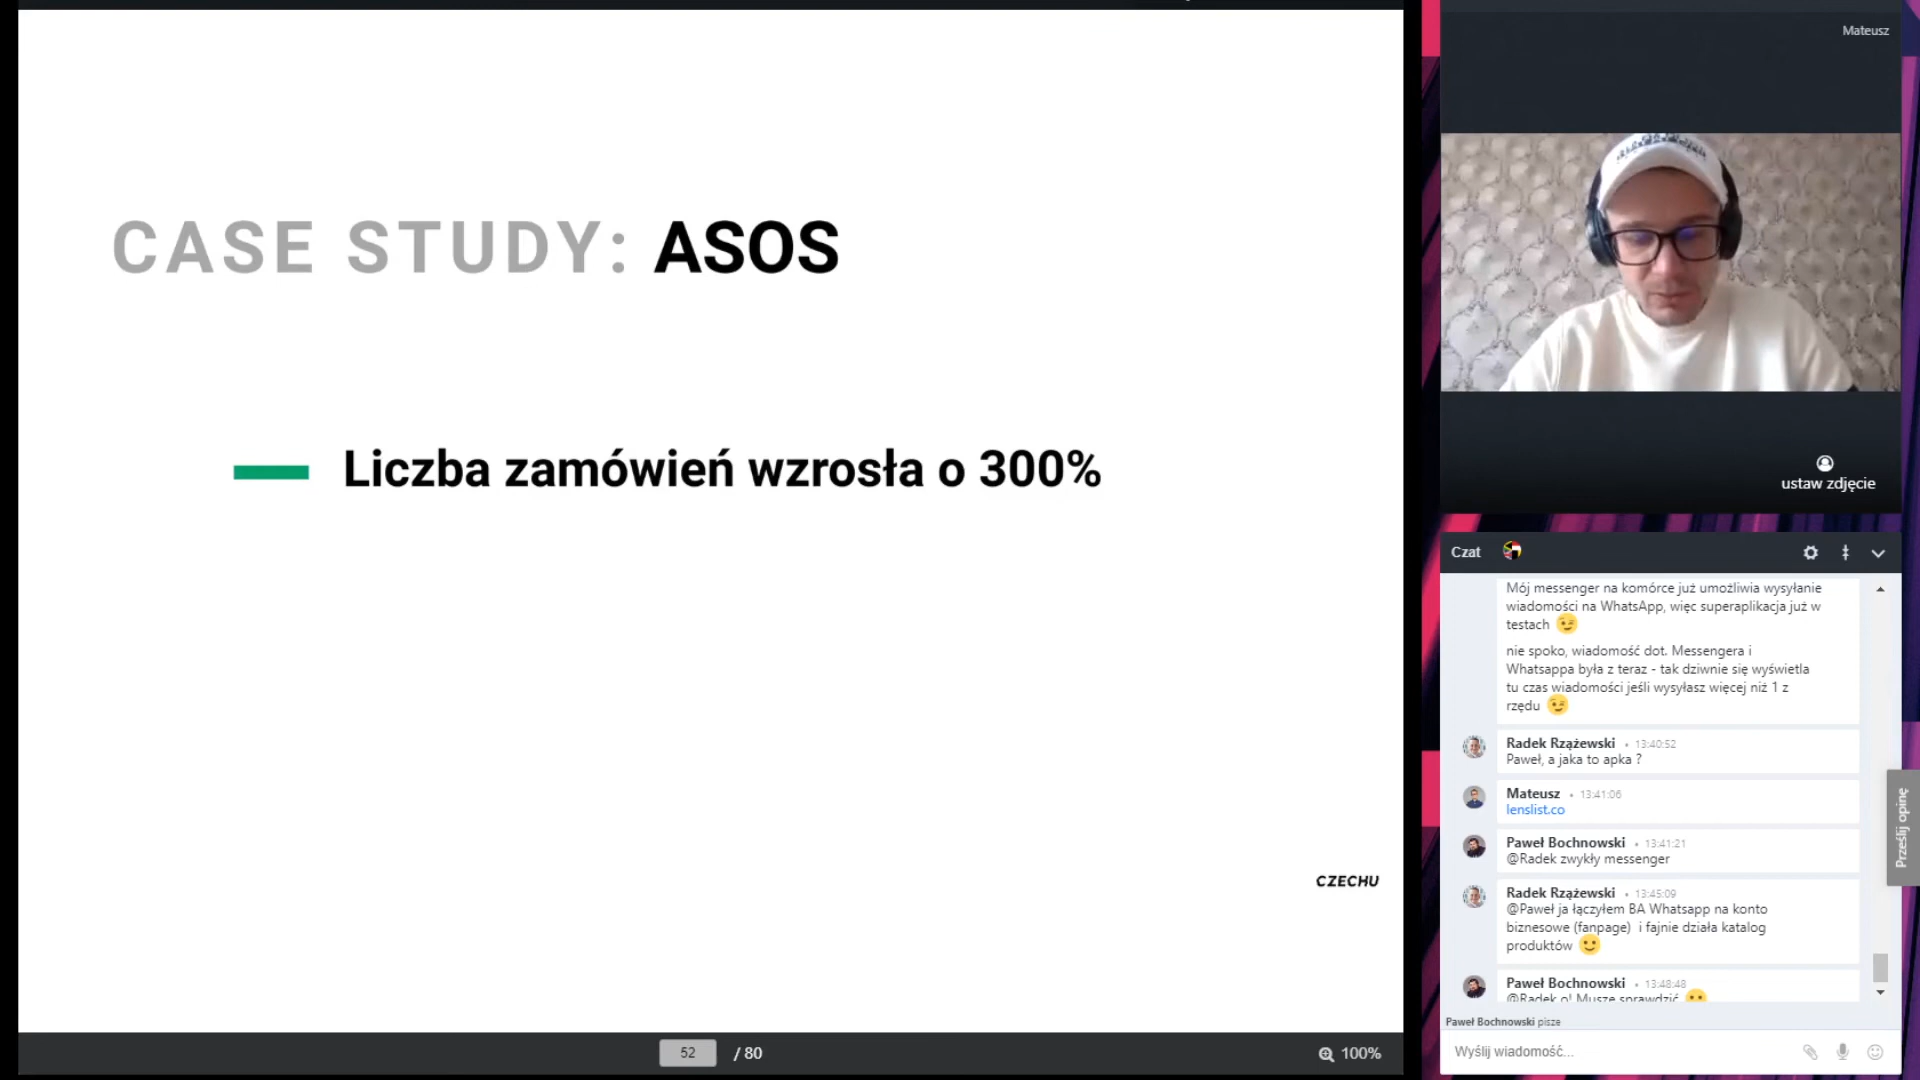 CASE STUDY: ASOS
Liczba zamówień wzrosła o 300%
CZECHU
52 / 80
100%
Mateusz
ustaw zdjęcie
Czat
Mój messenger na komórce już umożliwia wysyłanie
wiadomości na WhatsApp, więc superaplikacja już w
testach
nie spoko, wiadomość dot. Messengera i
Whatsappa była z teraz - tak dziwnie się wyświetla
tu czas wiadomości jeśli wysyłasz więcej niż 1 z
rzędu
Radek Rzążewski • 13:40:52
Paweł, a jaka to apka ?
Mateusz • 13:41:06
lenslist.co
Paweł Bochnowski • 13:41:21
@Radek zwykły messenger
Radek Rzążewski • 13:45:09
@Paweł ja łączyłem BA Whatsapp na konto
biznesowe (fanpage) i fajnie działa katalog
produktów
Paweł Bochnowski • 13:48:48
@Radek o! Muszę sprawdzić
Paweł Bochnowski pisze
Wyślij wiadomość...
Prześlij opinę